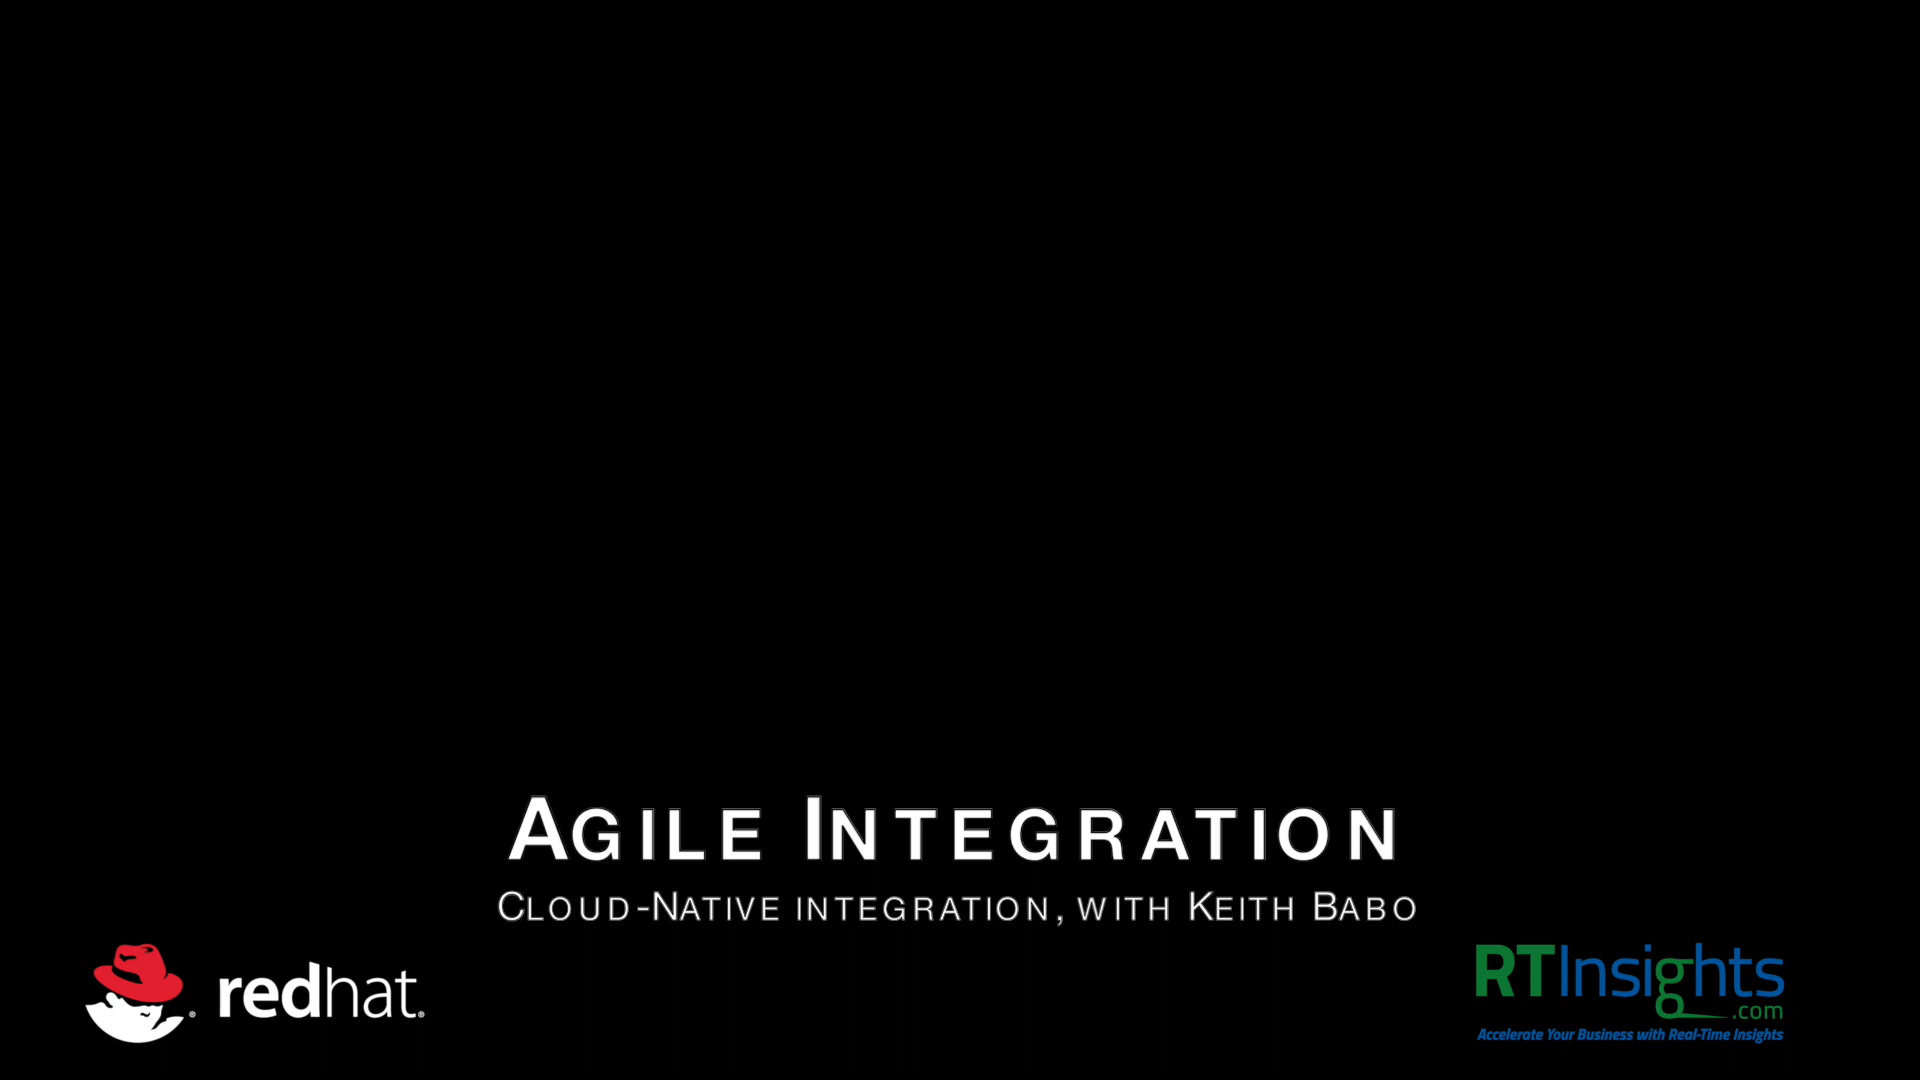 AGILE INTEGRATION
CLOUD-NATIVE INTEGRATION, WITH KEITH BABO
redhat.
RTInsights
.com
Accelerate Your Business with Real-Time Insights